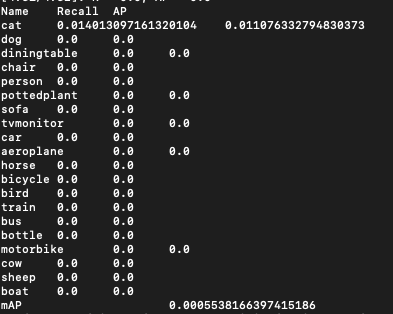 Name Recall AP
cat 0.014013097161320104 0.011076332794830373
dog 0.0 0.0
diningtable 0.0 0.0
chair 0.0 0.0
person 0.0 0.0
pottedplant 0.0 0.0
sofa 0.0 0.0
tvmonitor 0.0 0.0
car 0.0 0.0
aeroplane 0.0 0.0
horse 0.0 0.0
bicycle 0.0 0.0
bird 0.0 0.0
train 0.0 0.0
bus 0.0 0.0
bottle 0.0 0.0
motorbike 0.0 0.0
cow 0.0 0.0
sheep 0.0 0.0
boat 0.0 0.0
mAP 0.0005538166397415186